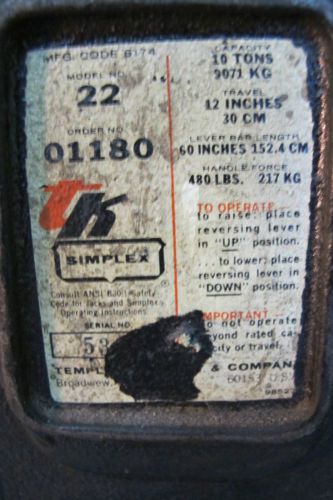 MFG. CODE 8174
MODEL NO.
22
ORDER NO.
01180
TK
SIMPLEX
®
Consult ANSI B30.1 Safety
Code for Jacks and Simplex
Operating Instructions
SERIAL NO.
53
TEMPL
Broadview,
CAPACITY
10 TONS
9071 KG
TRAVEL
12 INCHES
30 CM
LEVER BAR LENGTH
60 INCHES 152.4 CM
HANDLE FORCE
480 LBS. 217 KG
TO OPERATE—
to raise: place
reversing lever
in "UP" position.
... to lower; place
reversing lever in
"DOWN" position.
IMPORTANT
Do not operate
beyond rated ca-
city or travel.
& COMPAN
60153 U.S.